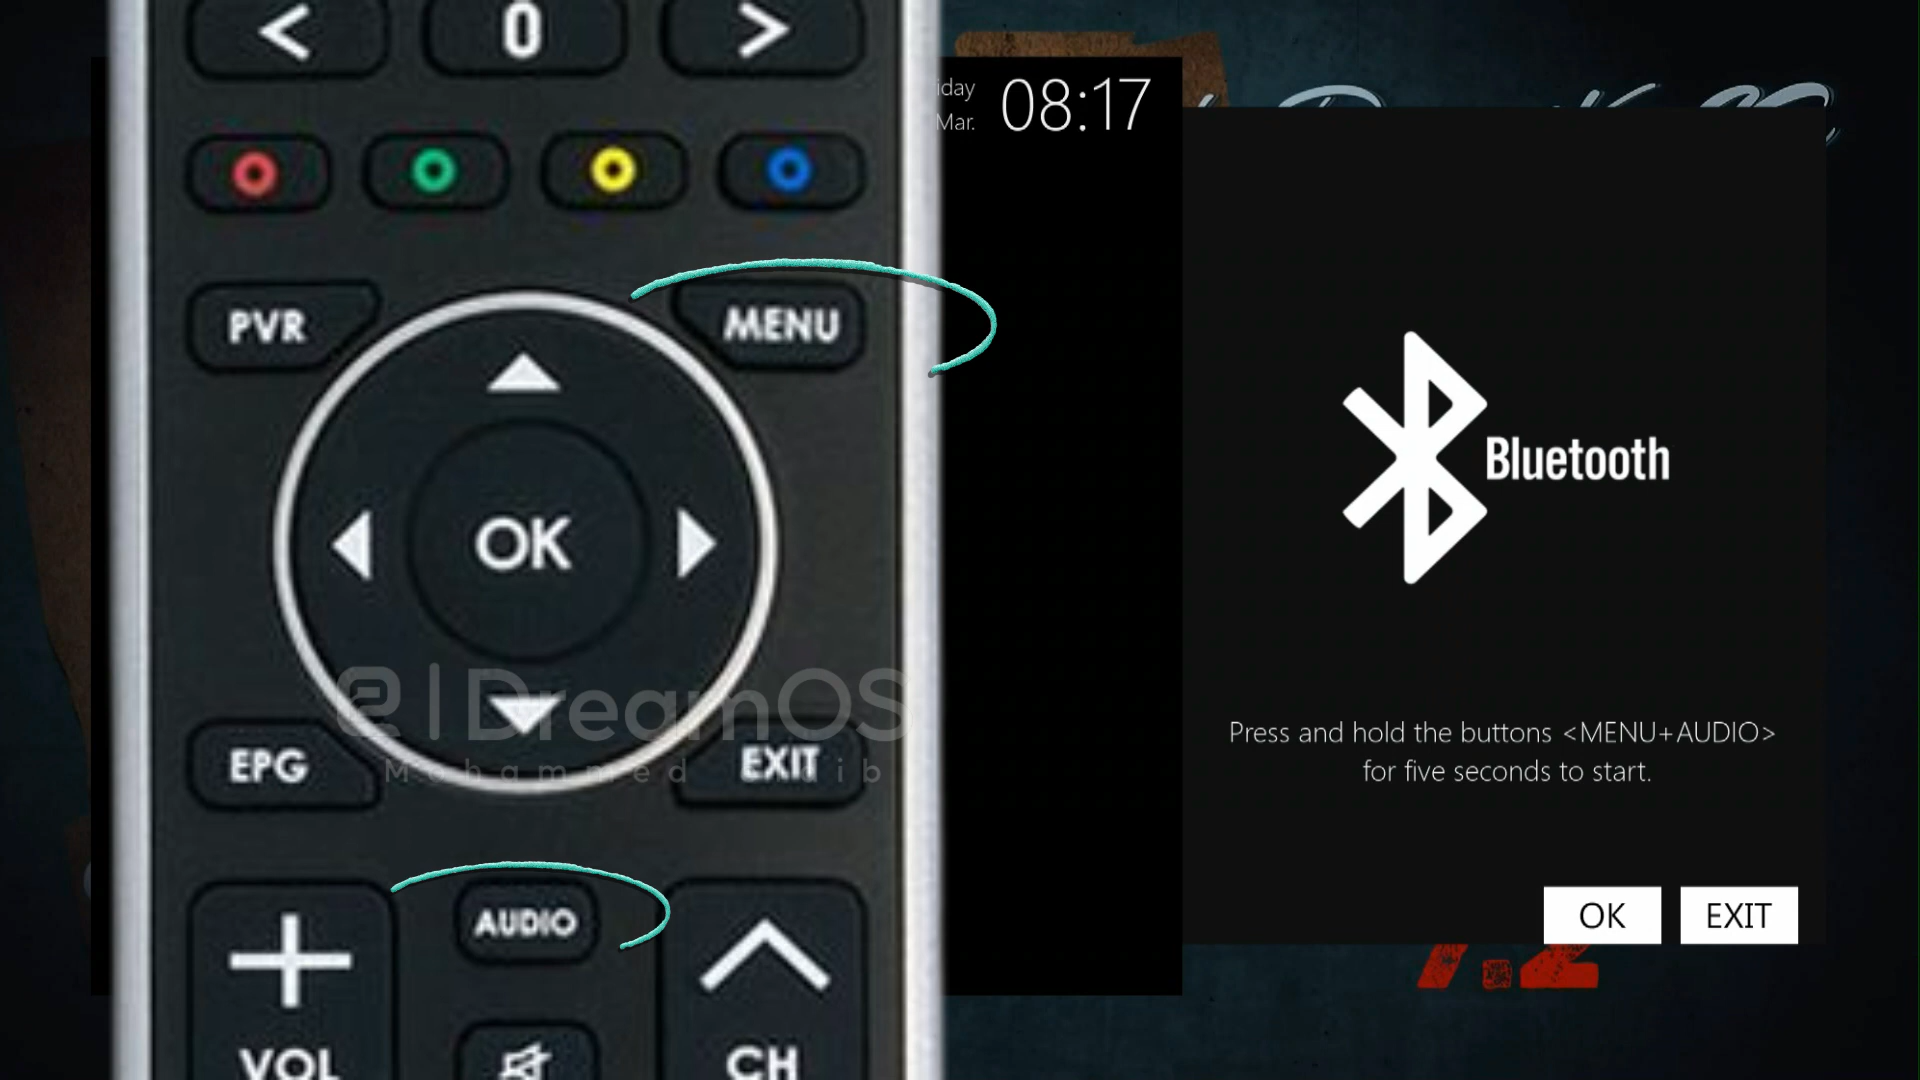 < 0 >
iday
Mar.
08:17
PVR
MENU
OK
EPG
EXIT
AUDIO
VOL
CH
DreamOS
Bluetooth
Press and hold the buttons <MENU+AUDIO>
for five seconds to start.
OK
EXIT